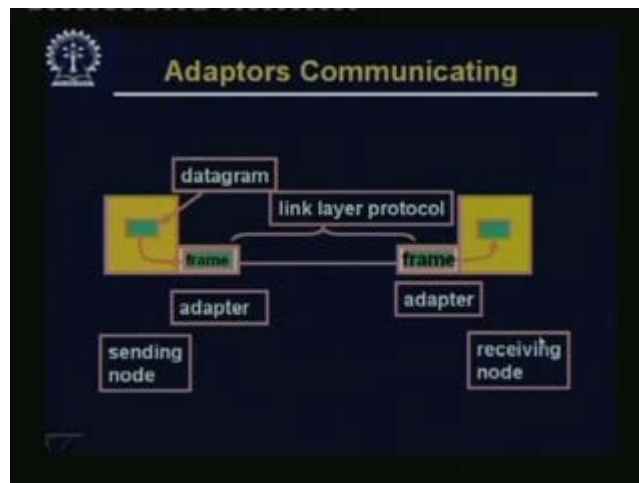 Adaptors Communicating
datagram
link layer protocol
frame
frame
adapter
adapter
sending
node
receiving
node